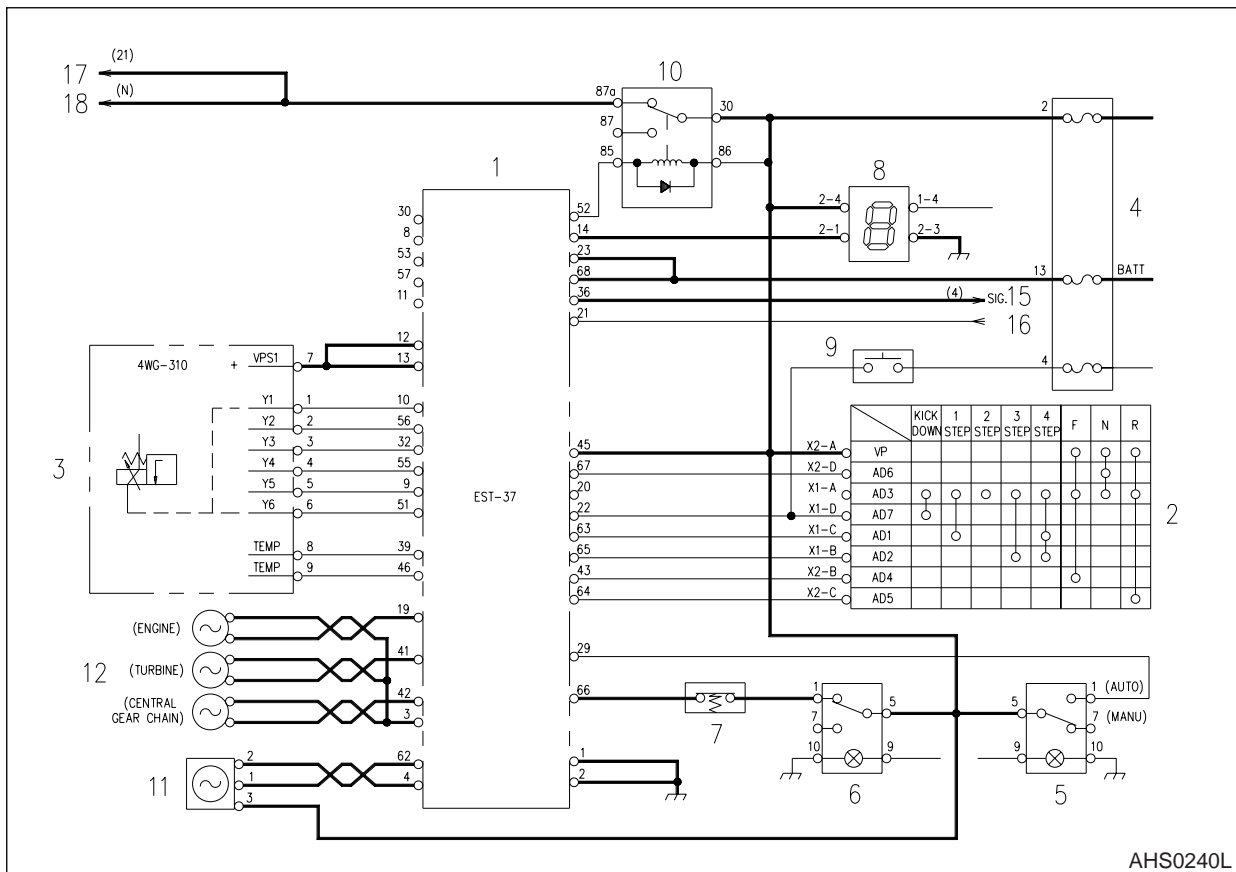 17 (21)
18 (N)
10
87a 30
87
85 86
2
4
1
8
2-4 1-4
2-1 2-3
30
8
53
57
11
52
14
23
68
36
21
13 BATT
(4) SIG. 15
16
9
4
12
13
3
4WG-310 + VPS1 7
Y1 1 10
Y2 2 56
Y3 3 32
Y4 4 55
Y5 5 9
Y6 6 51
TEMP 8 39
TEMP 9 46
EST-37
45 X2-A
67 X2-D
20 X1-A
22 X1-D
63 X1-C
65 X1-B
43 X2-B
64 X2-C
KICK DOWN 1 STEP 2 STEP 3 STEP 4 STEP F N R
VP
AD6
AD3
AD7
AD1
AD2
AD4
AD5
2
12
(ENGINE) 19
(TURBINE) 41
(CENTRAL GEAR CHAIN) 42
3
11
2 62
1 4
3
29
66
1
2
7
1 5
7
10 9
6
5 1 (AUTO)
7 (MANU)
9 10
5
AHS0240L